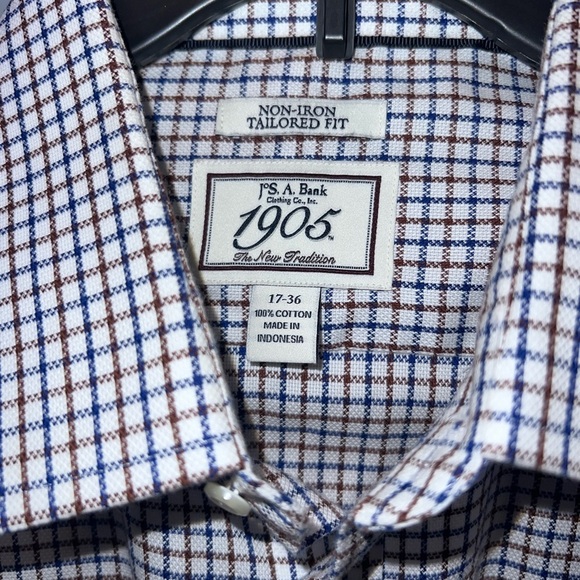 NON-IRON
TAILORED FIT
JoS. A. Bank
Clothing Co., Inc.
1905™
The New Tradition
17-36
100% COTTON
MADE IN
INDONESIA